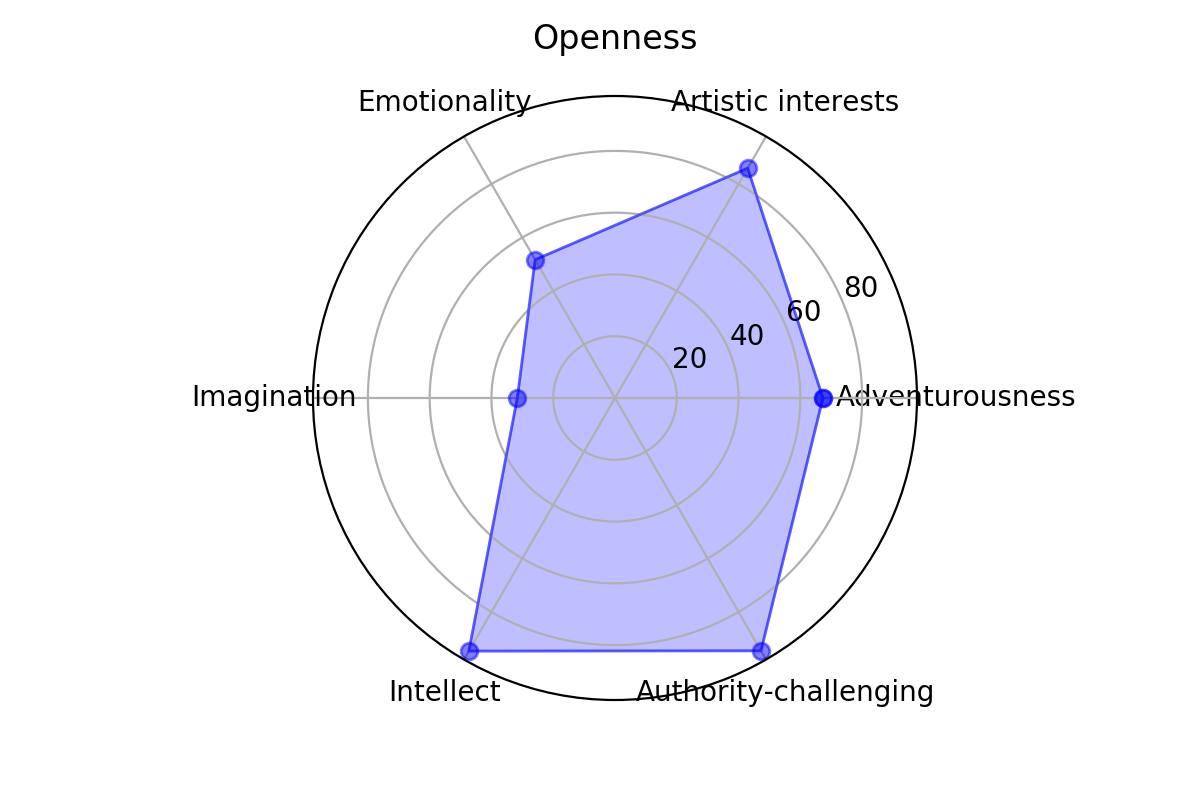 Openness
Emotionality
Artistic interests
80
60
40
20
Imagination
Adventurousness
Intellect
Authority-challenging